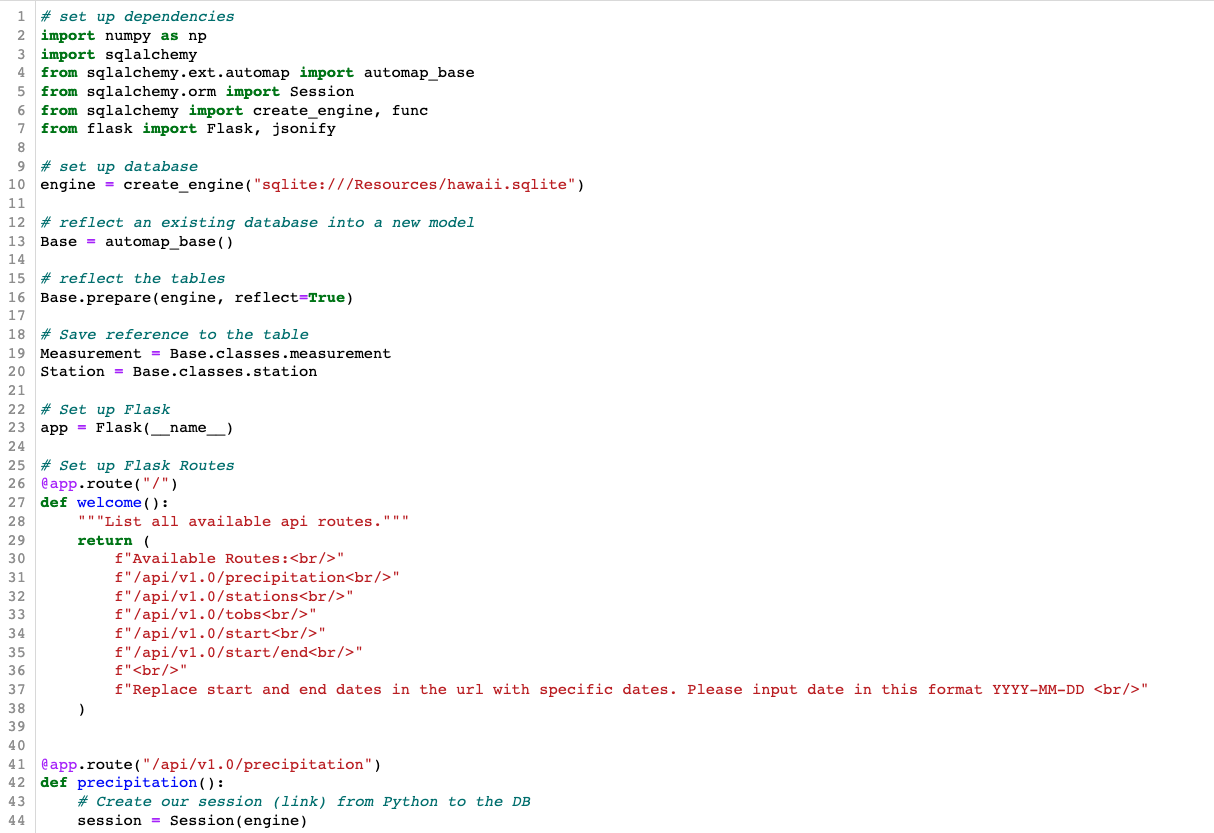 1 # set up dependencies
2 import numpy as np
3 import sqlalchemy
4 from sqlalchemy.ext.automap import automap_base
5 from sqlalchemy.orm import Session
6 from sqlalchemy import create_engine, func
7 from flask import Flask, jsonify
8
9 # set up database
10 engine = create_engine("sqlite:///Resources/hawaii.sqlite")
11
12 # reflect an existing database into a new model
13 Base = automap_base()
14
15 # reflect the tables
16 Base.prepare(engine, reflect=True)
17
18 # Save reference to the table
19 Measurement = Base.classes.measurement
20 Station = Base.classes.station
21
22 # Set up Flask
23 app = Flask(__name__)
24
25 # Set up Flask Routes
26 @app.route("/")
27 def welcome():
28     """List all available api routes."""
29     return (
30         f"Available Routes:<br/>"
31         f"/api/v1.0/precipitation<br/>"
32         f"/api/v1.0/stations<br/>"
33         f"/api/v1.0/tobs<br/>"
34         f"/api/v1.0/start<br/>"
35         f"/api/v1.0/start/end<br/>"
36         f"<br/>"
37         f"Replace start and end dates in the url with specific dates. Please input date in this format YYYY-MM-DD <br/>"
38     )
39
40
41 @app.route("/api/v1.0/precipitation")
42 def precipitation():
43     # Create our session (link) from Python to the DB
44     session = Session(engine)